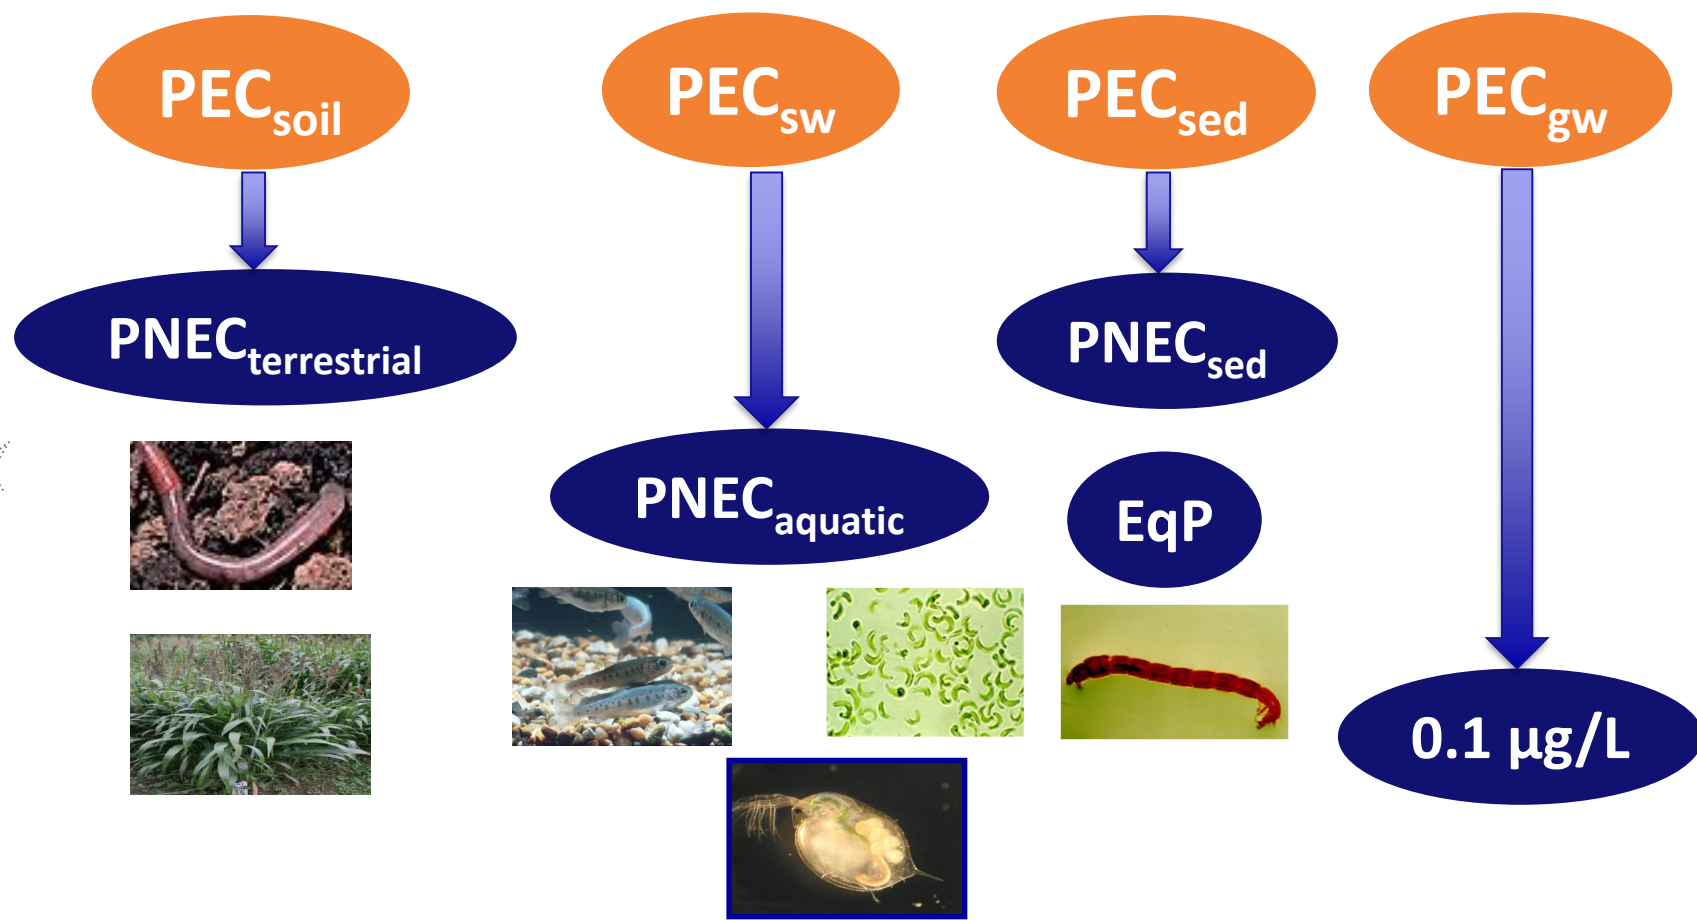 PECsoil
PECsw
PECsed
PECgw
PNECterrestrial
PNECsed
PNECaquatic
EqP
0.1 µg/L